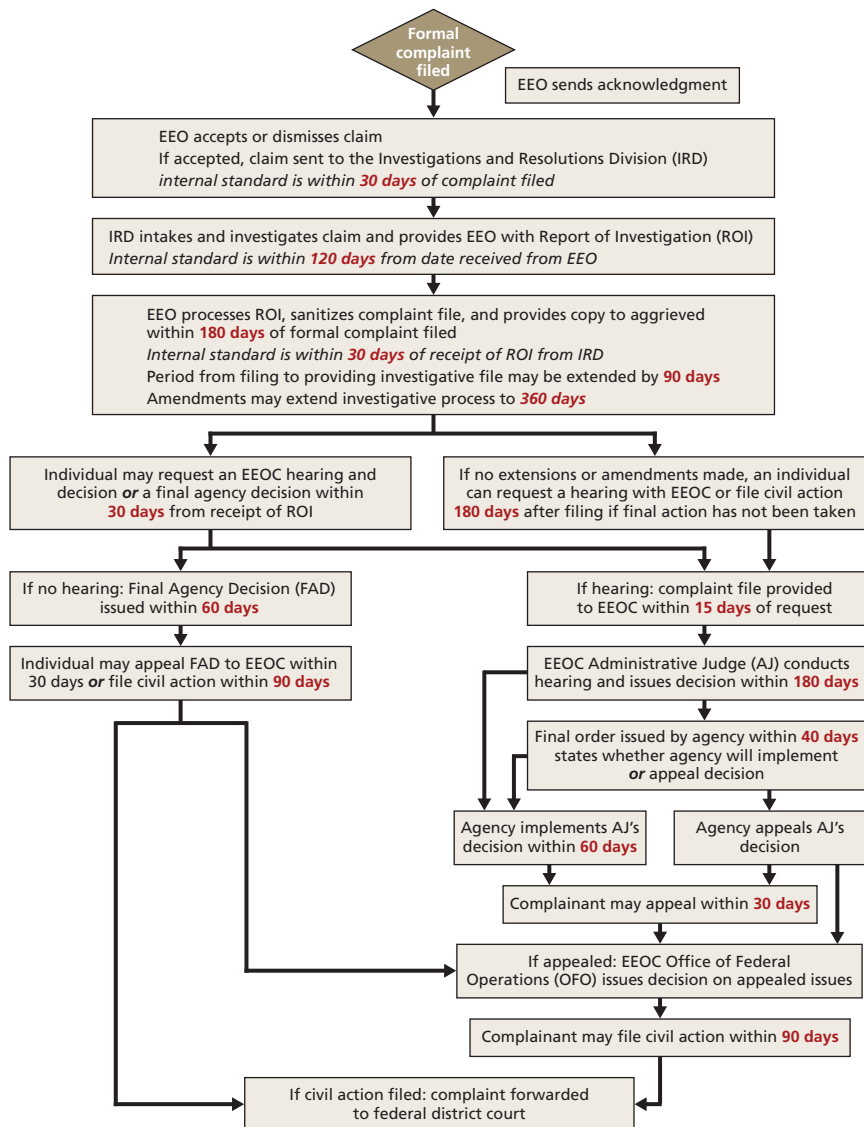 Formal
complaint
filed
EEO sends acknowledgment
EEO accepts or dismisses claim
If accepted, claim sent to the Investigations and Resolutions Division (IRD)
internal standard is within 30 days of complaint filed
IRD intakes and investigates claim and provides EEO with Report of Investigation (ROI)
Internal standard is within 120 days from date received from EEO
EEO processes ROI, sanitizes complaint file, and provides copy to aggrieved
within 180 days of formal complaint filed
Internal standard is within 30 days of receipt of ROI from IRD
Period from filing to providing investigative file may be extended by 90 days
Amendments may extend investigative process to 360 days
Individual may request an EEOC hearing and
decision or a final agency decision within
30 days from receipt of ROI
If no extensions or amendments made, an individual
can request a hearing with EEOC or file civil action
180 days after filing if final action has not been taken
If no hearing: Final Agency Decision (FAD)
issued within 60 days
If hearing: complaint file provided
to EEOC within 15 days of request
Individual may appeal FAD to EEOC within
30 days or file civil action within 90 days
EEOC Administrative Judge (AJ) conducts
hearing and issues decision within 180 days
Final order issued by agency within 40 days
states whether agency will implement
or appeal decision
Agency implements AJ's
decision within 60 days
Agency appeals AJ's
decision
Complainant may appeal within 30 days
If appealed: EEOC Office of Federal
Operations (OFO) issues decision on appealed issues
Complainant may file civil action within 90 days
If civil action filed: complaint forwarded
to federal district court